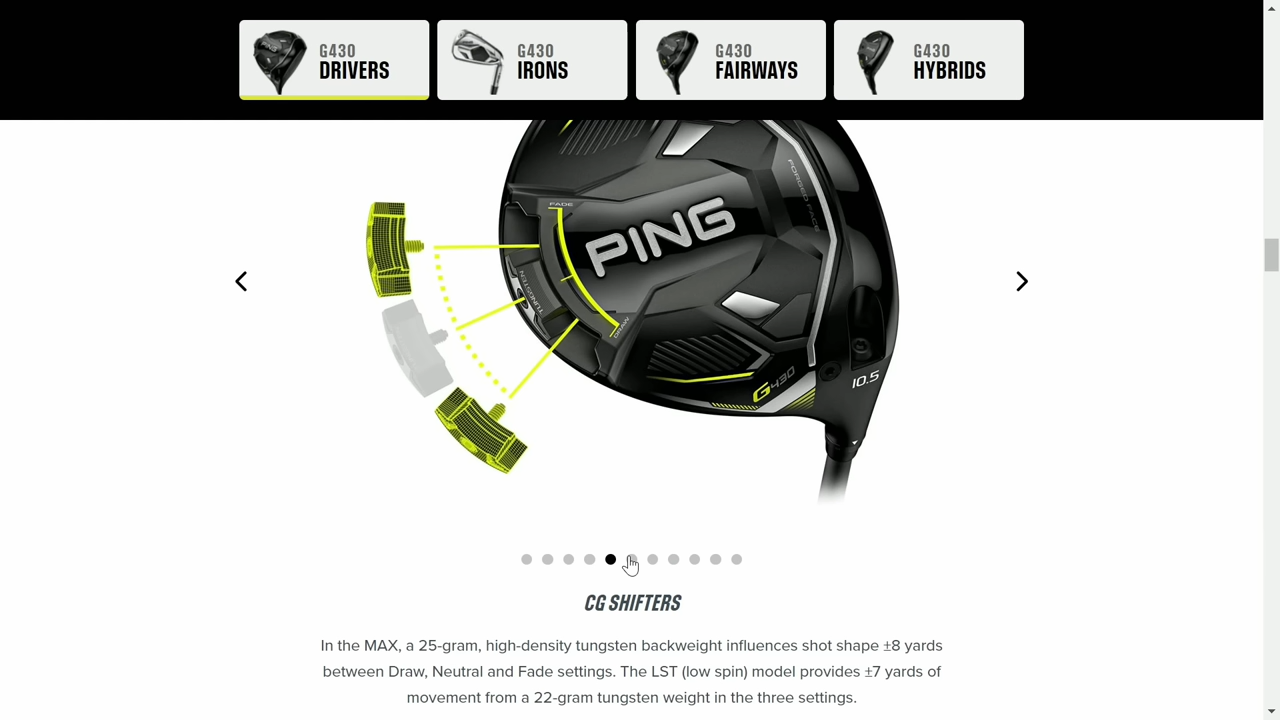 G430
DRIVERS
G430
IRONS
G430
FAIRWAYS
G430
HYBRIDS
FORGED FACE
FADE
PING
TUNGSTEN
DRAW
G430
10.5
CG SHIFTERS
In the MAX, a 25-gram, high-density tungsten backweight influences shot shape ±8 yards
between Draw, Neutral and Fade settings. The LST (low spin) model provides ±7 yards of
movement from a 22-gram tungsten weight in the three settings.